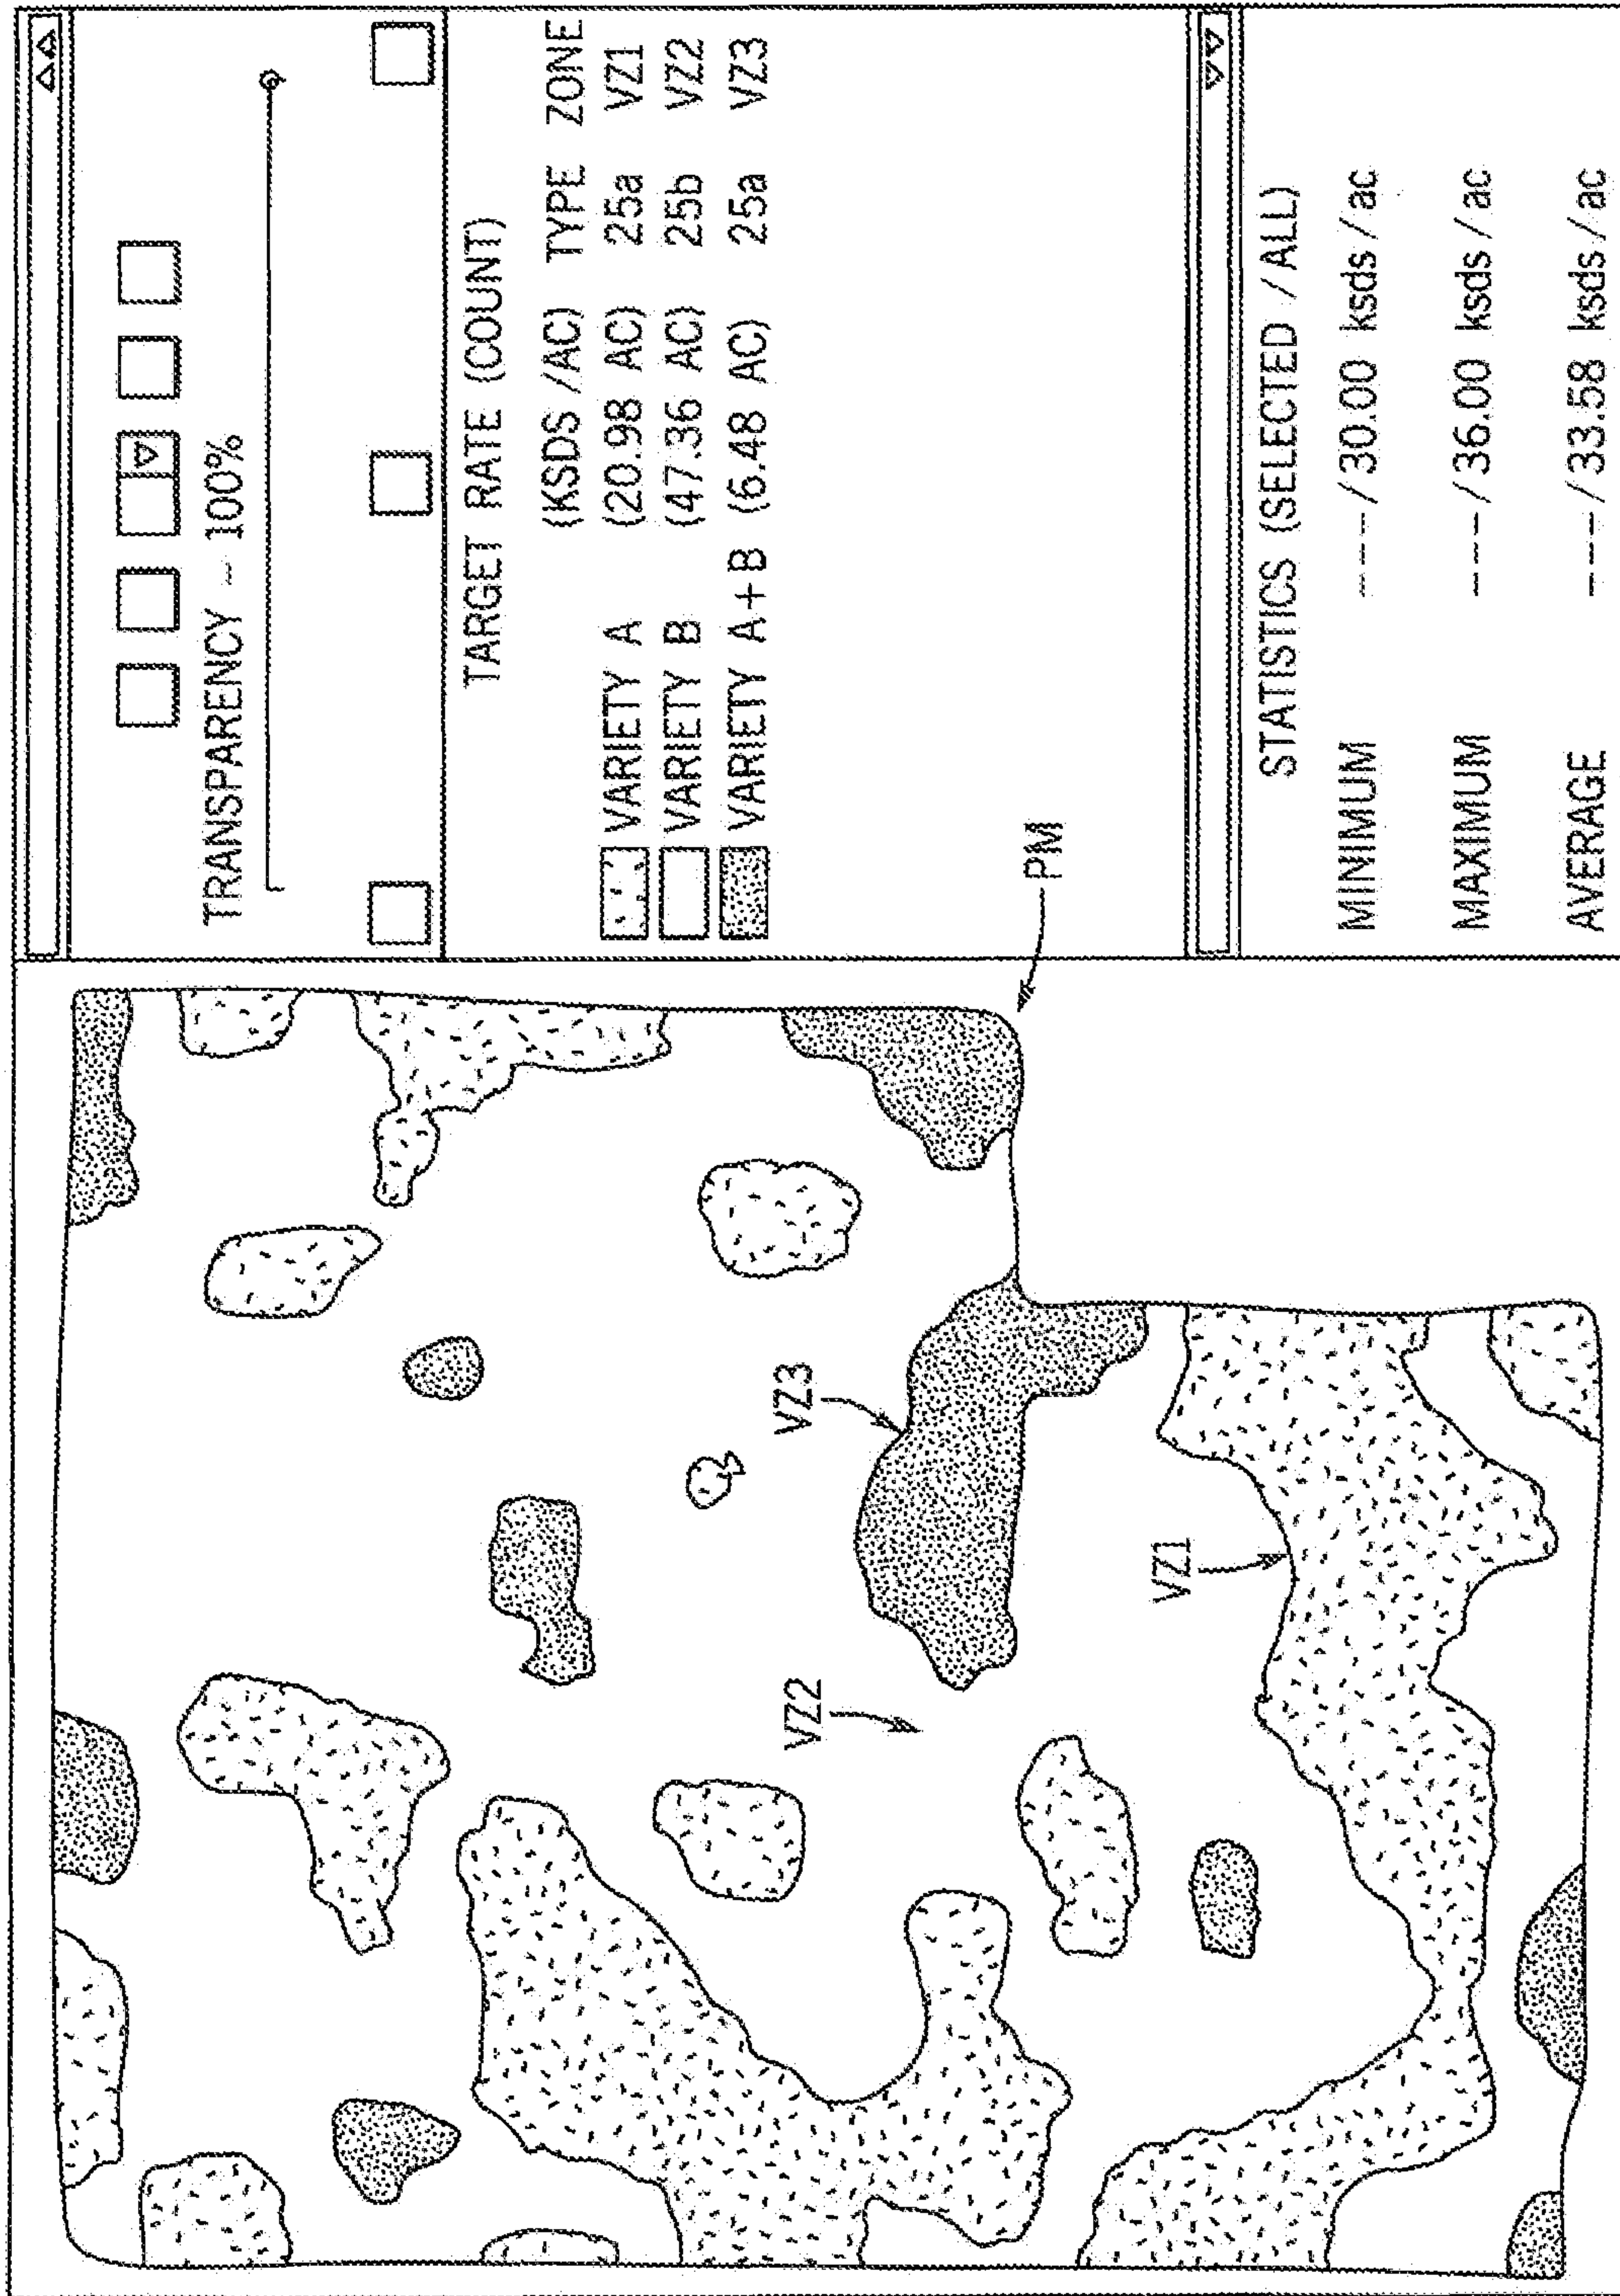 TRANSPARENCY – 100%
TARGET RATE (COUNT)
(KSDS /AC) TYPE ZONE
VARIETY A (20.98 AC) 25a VZ1
VARIETY B (47.36 AC) 25b VZ2
VARIETY A+B (6.48 AC) 25a VZ3
PM
VZ3
VZ2
VZ1
STATISTICS (SELECTED /ALL)
MINIMUM ---/30.00 ksds/ac
MAXIMUM ---/36.00 ksds/ac
AVERAGE ---/33.58 ksds/ac